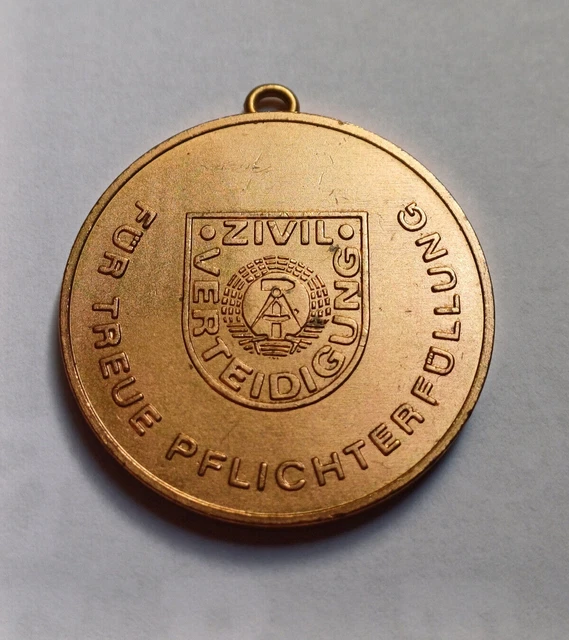 ZIVIL
VERTEIDIGUNG
FÜR TREUE PFLICHTERFÜLLUNG